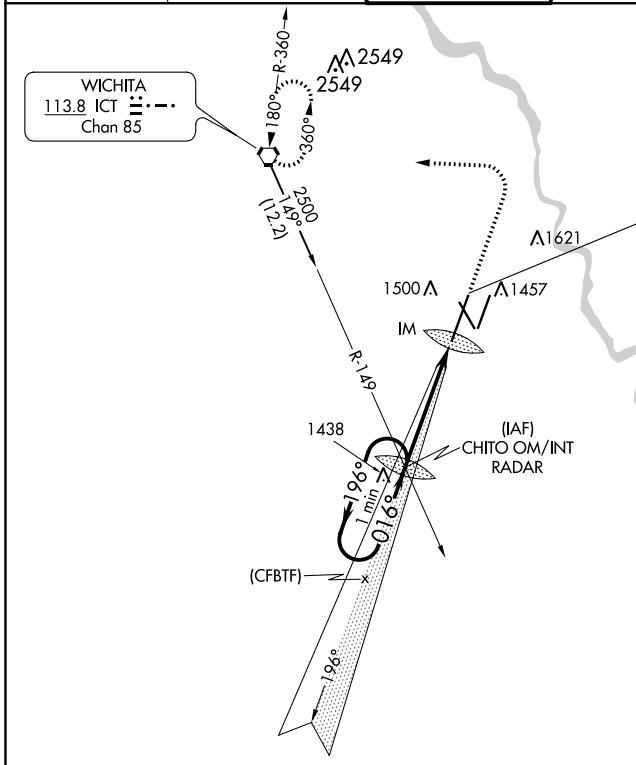 R-360
2549
2549
180°
360°
WICHITA
113.8 ICT
Chan 85
2500
149°
(12.2)
R-149
1621
1500
1457
IM
1438
(IAF)
CHITO OM/INT
RADAR
196°
1 min
016°
(CFBTF)
x
196°